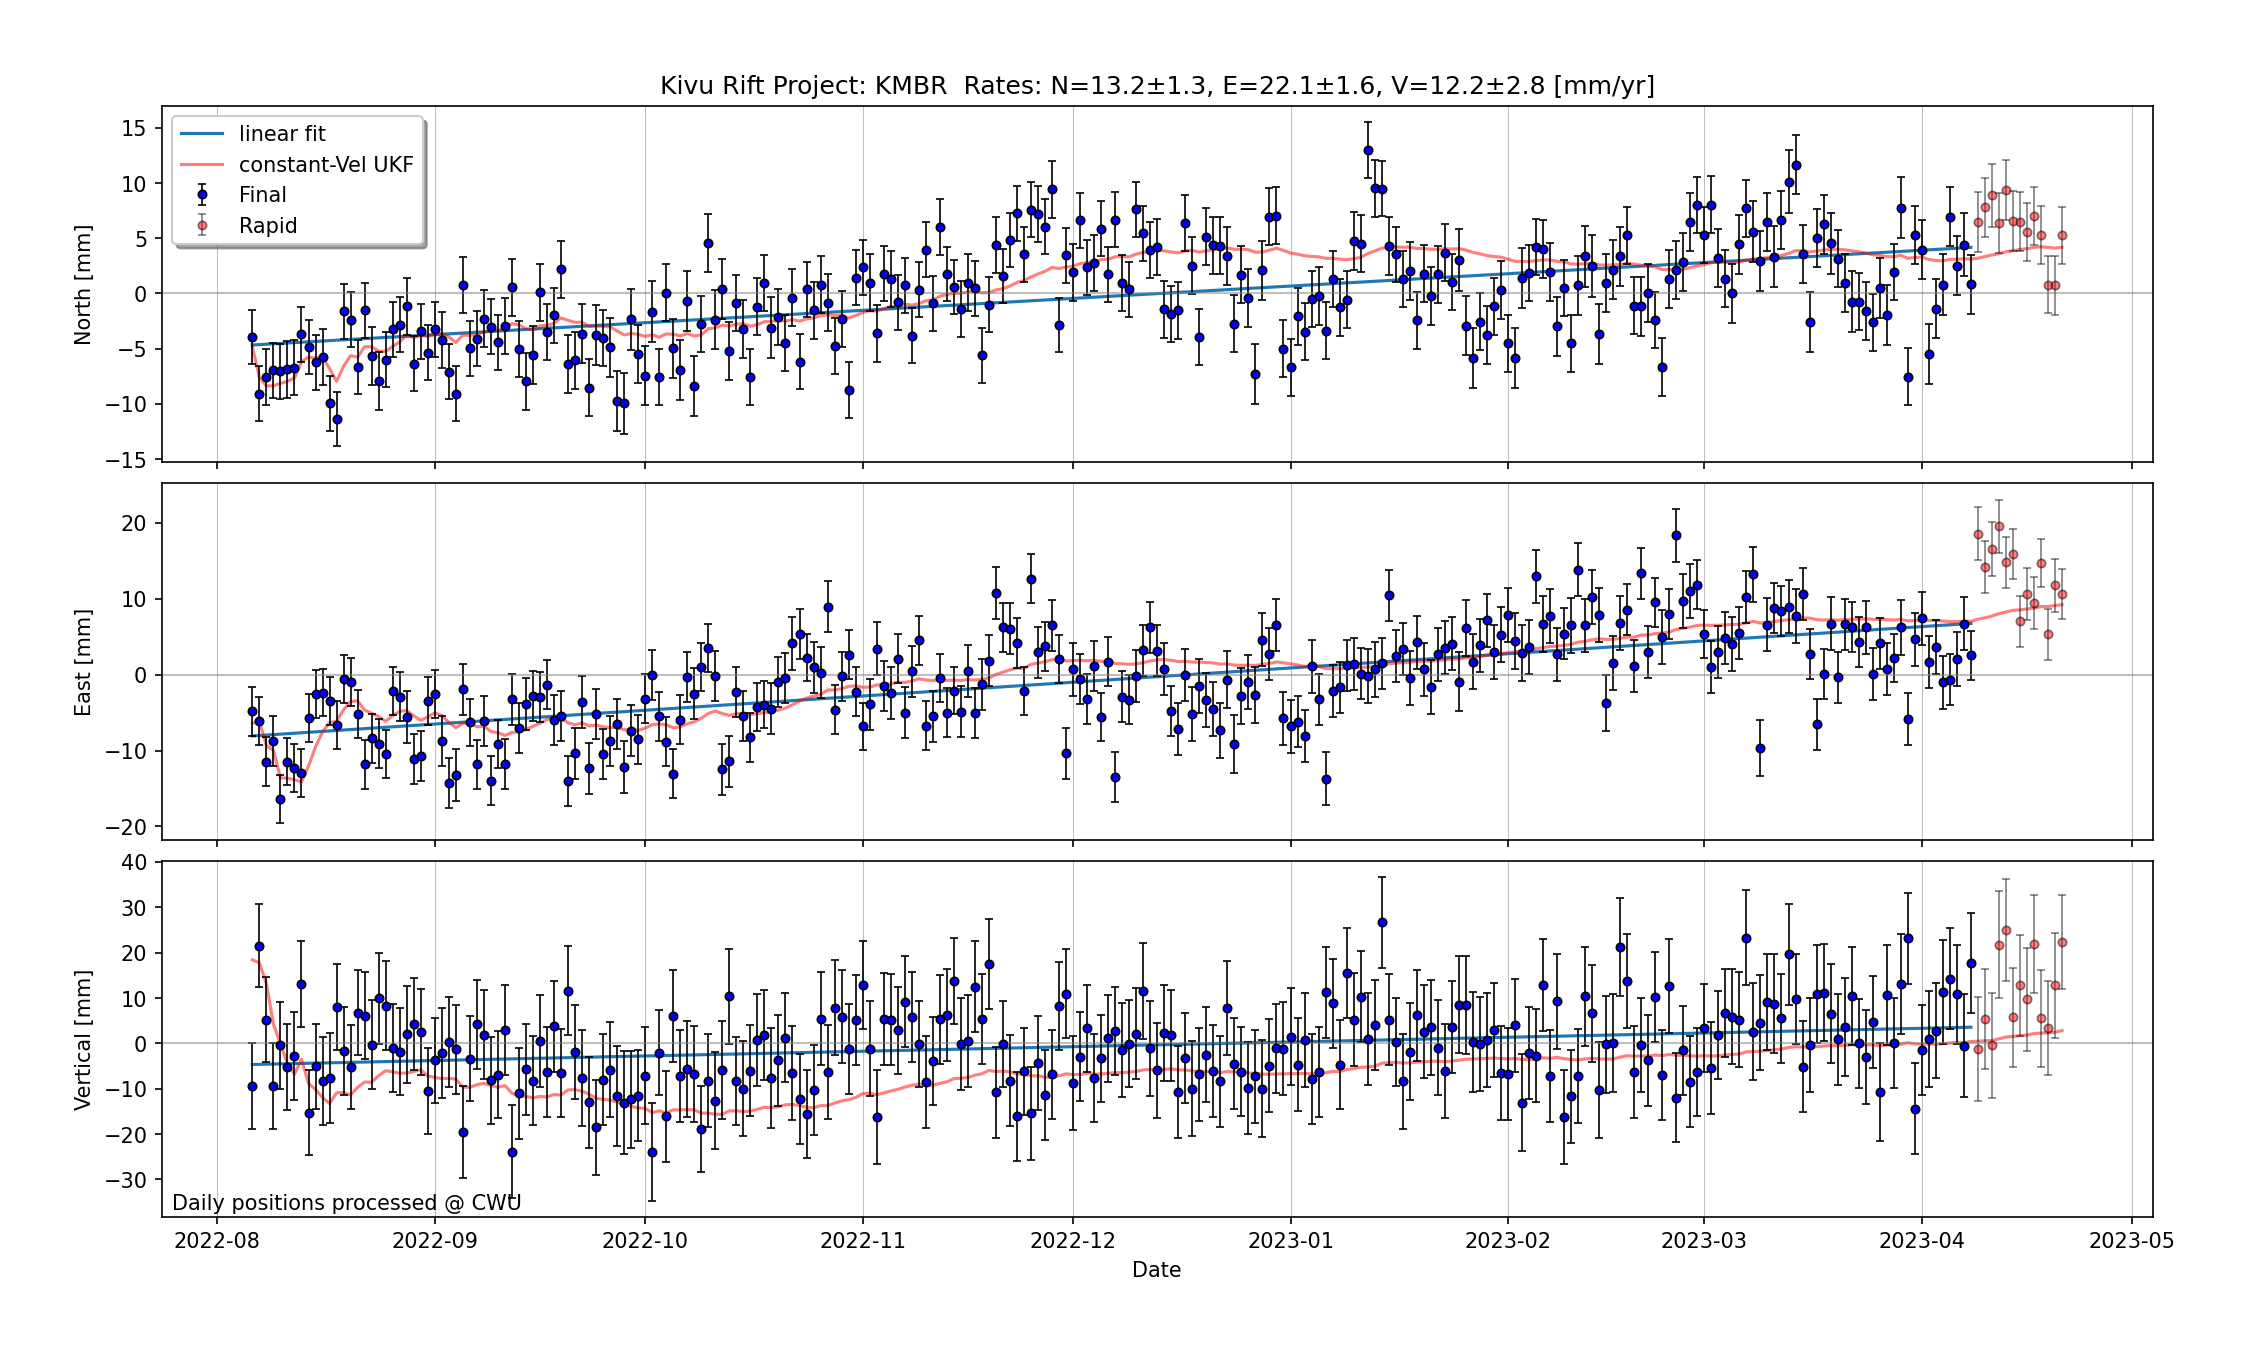 Kivu Rift Project: KMBR  Rates: N=13.2±1.3, E=22.1±1.6, V=12.2±2.8 [mm/yr]
linear fit
constant-Vel UKF
Final
Rapid
North [mm]
15
10
5
0
−5
−10
−15
East [mm]
20
10
0
−10
−20
Vertical [mm]
40
30
20
10
0
−10
−20
−30
Daily positions processed @ CWU
2022-08 2022-09 2022-10 2022-11 2022-12 2023-01 2023-02 2023-03 2023-04 2023-05
Date